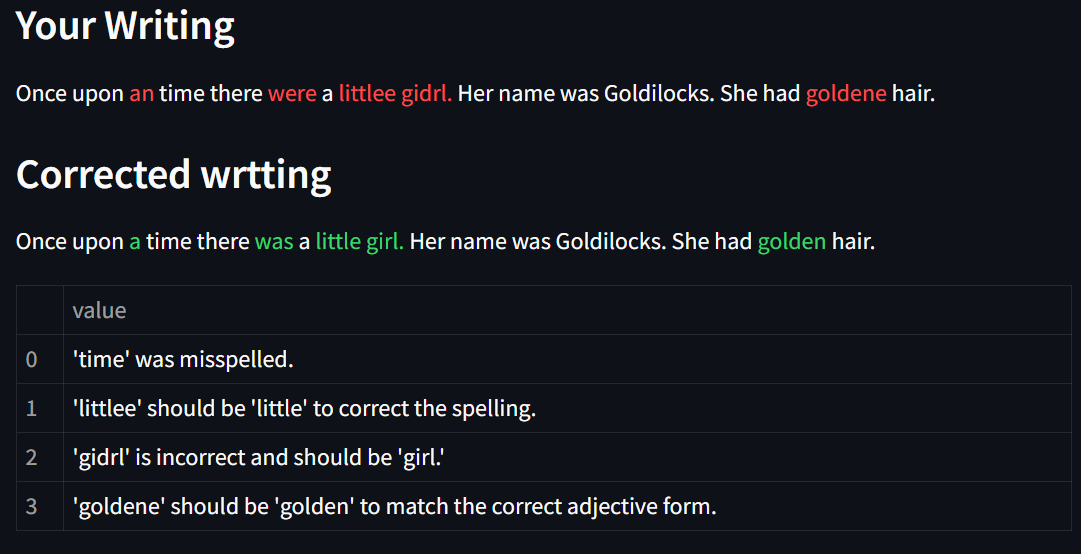 Your Writing
Once upon an time there were a littlee gidrl. Her name was Goldilocks. She had goldene hair.
Corrected wrtting
Once upon a time there was a little girl. Her name was Goldilocks. She had golden hair.
value
0 'time' was misspelled.
1 'littlee' should be 'little' to correct the spelling.
2 'gidrl' is incorrect and should be 'girl.'
3 'goldene' should be 'golden' to match the correct adjective form.